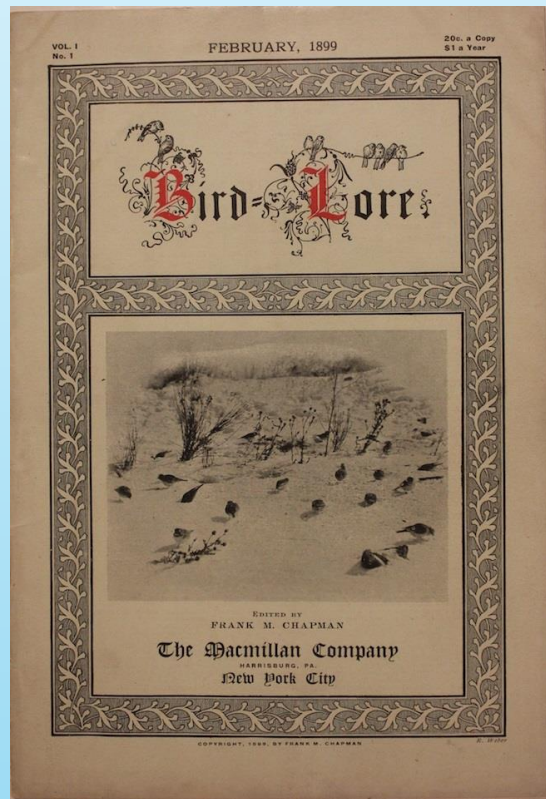 VOL. I
No. 1
FEBRUARY, 1899
20c. a Copy
$1 a Year
Bird=Lore
EDITED BY
FRANK M. CHAPMAN
The Macmillan Company
HARRISBURG, PA.
New York City
COPYRIGHT, 1899, BY FRANK M. CHAPMAN